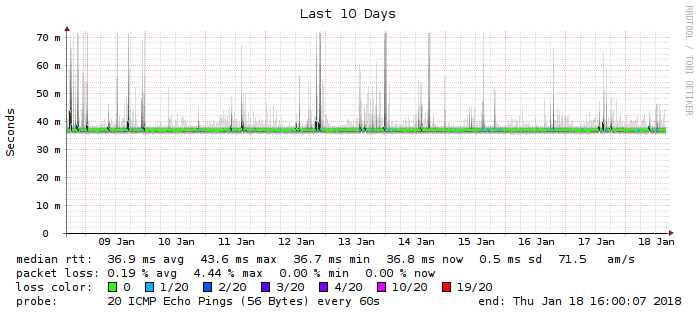 Last 10 Days
RRDTOOL / TOBI OETIKER
Seconds
70 m
60 m
50 m
40 m
30 m
20 m
10 m
0
09 Jan 10 Jan 11 Jan 12 Jan 13 Jan 14 Jan 15 Jan 16 Jan 17 Jan 18 Jan
median rtt: 36.9 ms avg 43.6 ms max 36.7 ms min 36.8 ms now 0.5 ms sd 71.5 am/s
packet loss: 0.19 % avg 4.44 % max 0.00 % min 0.00 % now
loss color: 0 1/20 2/20 3/20 4/20 10/20 19/20
probe: 20 ICMP Echo Pings (56 Bytes) every 60s end: Thu Jan 18 16:00:07 2018